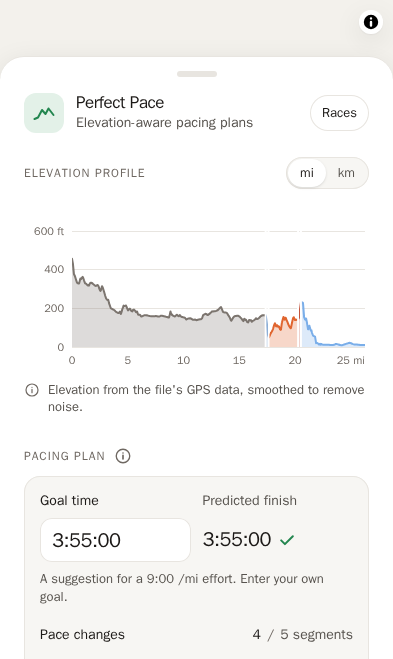 Perfect Pace
Elevation-aware pacing plans
Races
ELEVATION PROFILE
mi km
600 ft
400
200
0
0 5 10 15 20 25 mi
Elevation from the file's GPS data, smoothed to remove
noise.
PACING PLAN
Goal time Predicted finish
3:55:00 3:55:00
A suggestion for a 9:00 /mi effort. Enter your own
goal.
Pace changes 4 / 5 segments